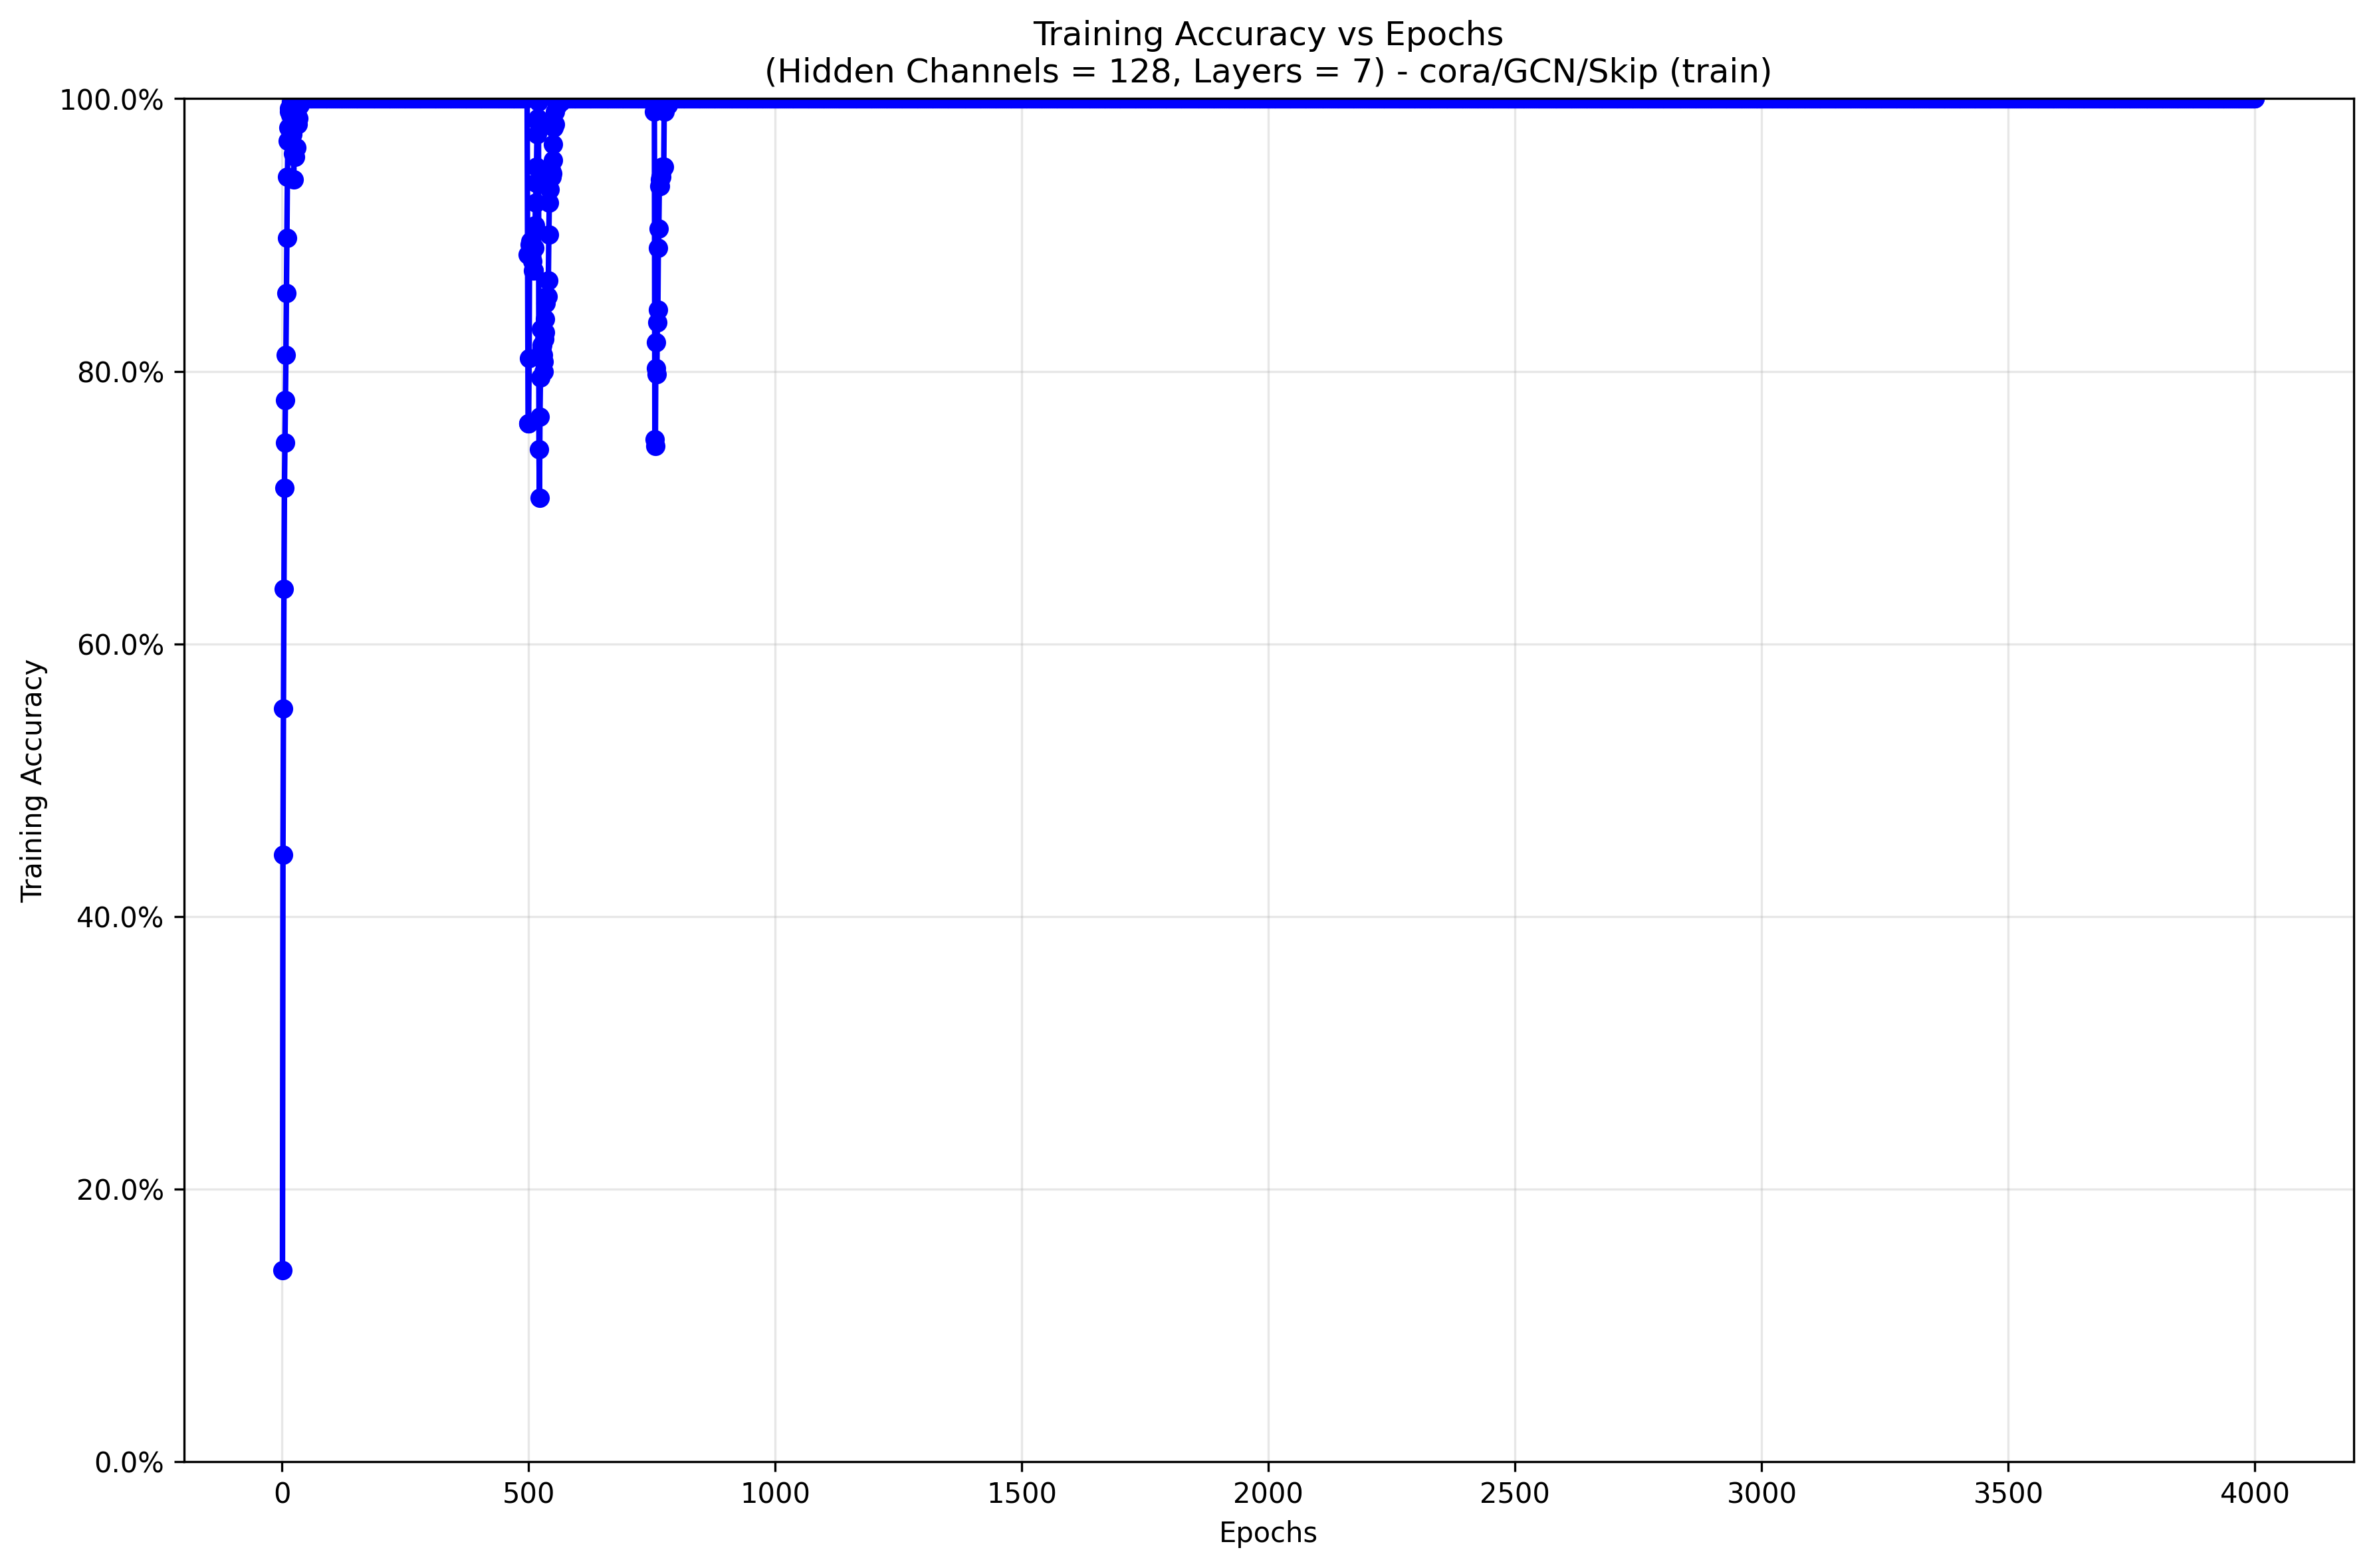 Training Accuracy vs Epochs
(Hidden Channels = 128, Layers = 7) - cora/GCN/Skip (train)
Training Accuracy
100.0%
80.0%
60.0%
40.0%
20.0%
0.0%
0 500 1000 1500 2000 2500 3000 3500 4000
Epochs